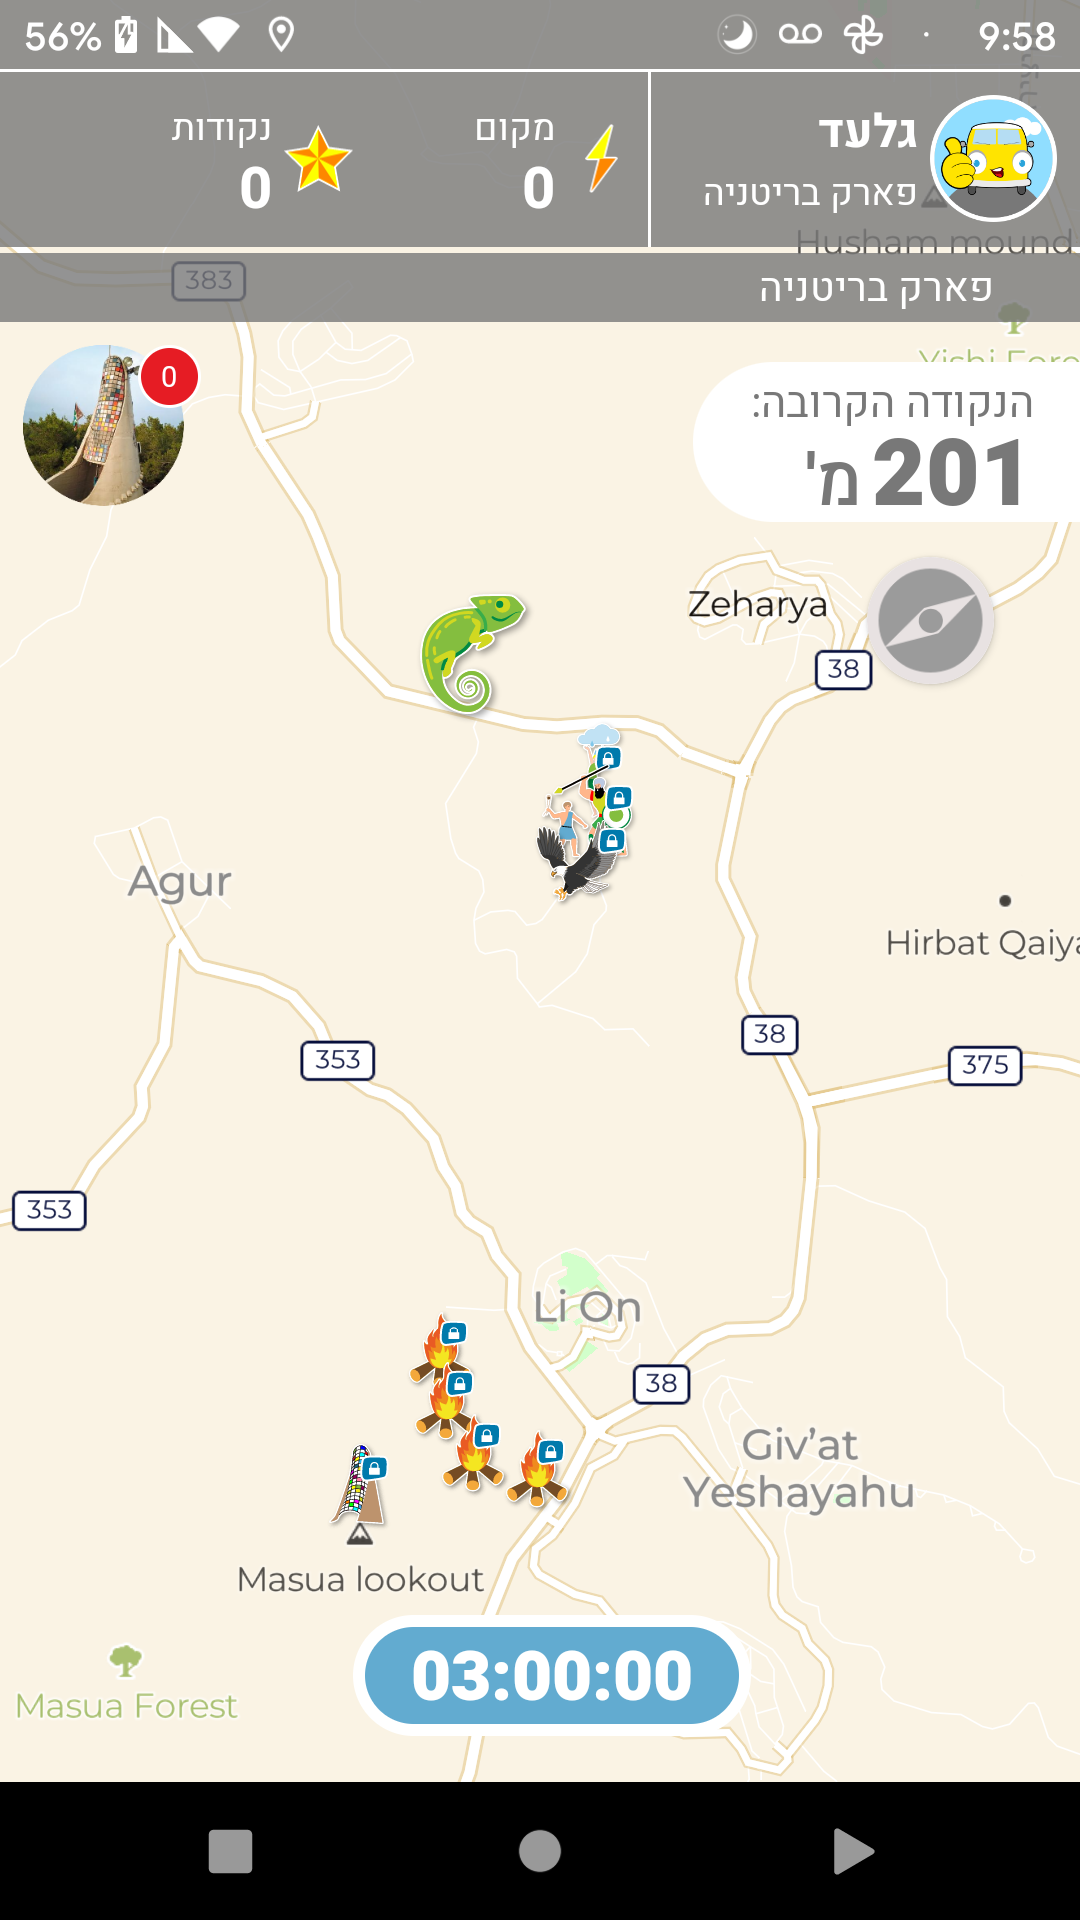 56%
9:58
גלעד
פארק בריטניה
מקום
0
נקודות
0
Husham mound
383
פארק בריטניה
Yishi Fore
0
הנקודה הקרובה:
201 מ'
Zeharya
38
Agur
Hirbat Qaiya
38
353
375
353
Li On
38
Giv'at
Yeshayahu
Masua lookout
03:00:00
Masua Forest